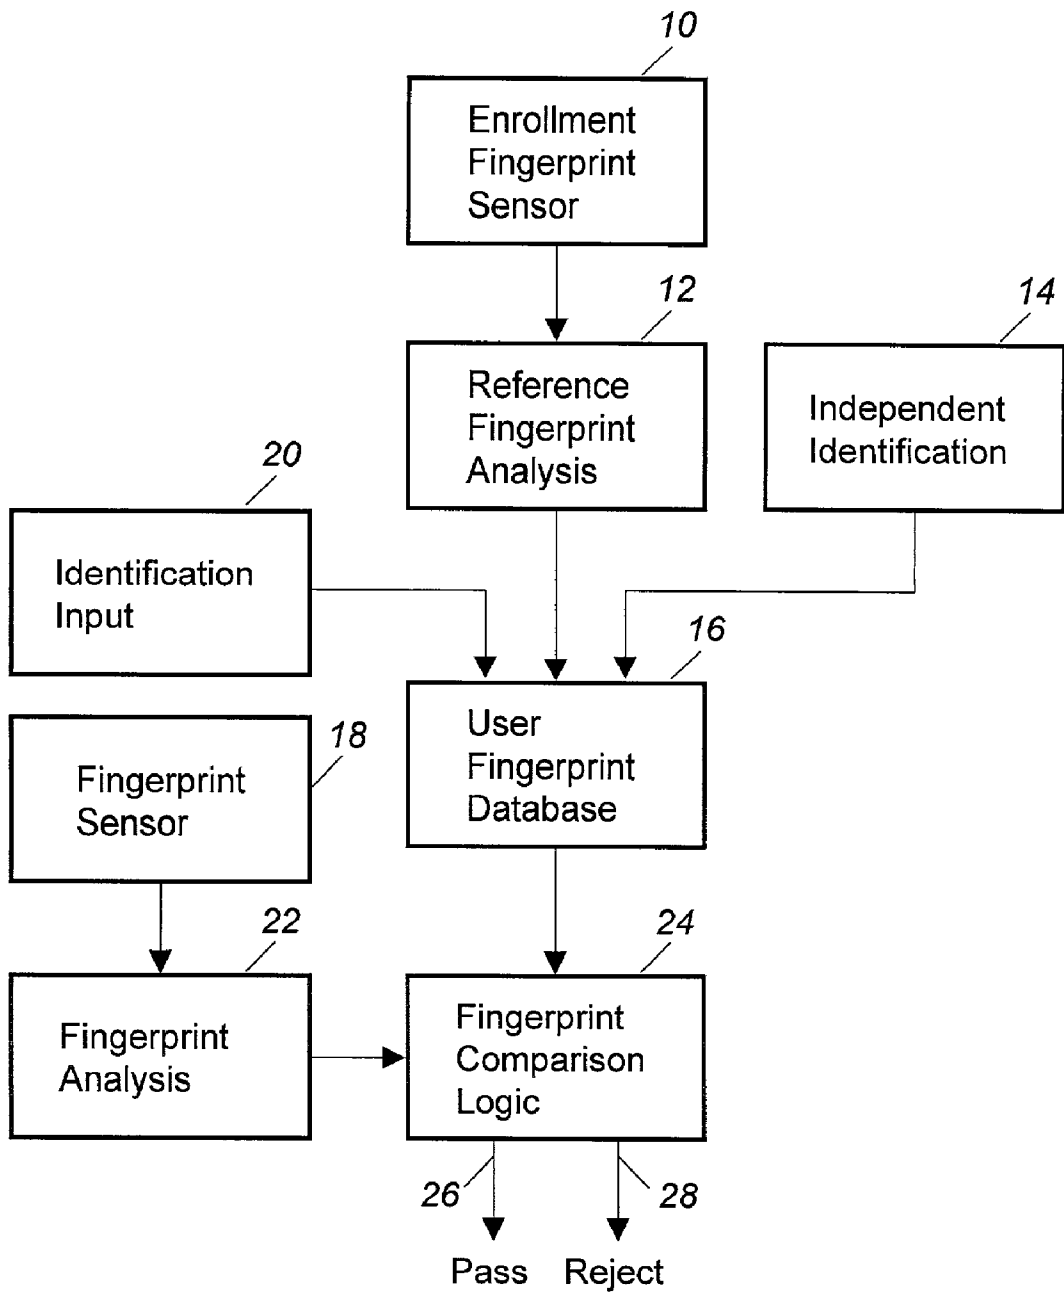 10
Enrollment
Fingerprint
Sensor
12
Reference
Fingerprint
Analysis
14
Independent
Identification
20
Identification
Input
16
User
Fingerprint
Database
18
Fingerprint
Sensor
22
Fingerprint
Analysis
24
Fingerprint
Comparison
Logic
26
28
Pass
Reject